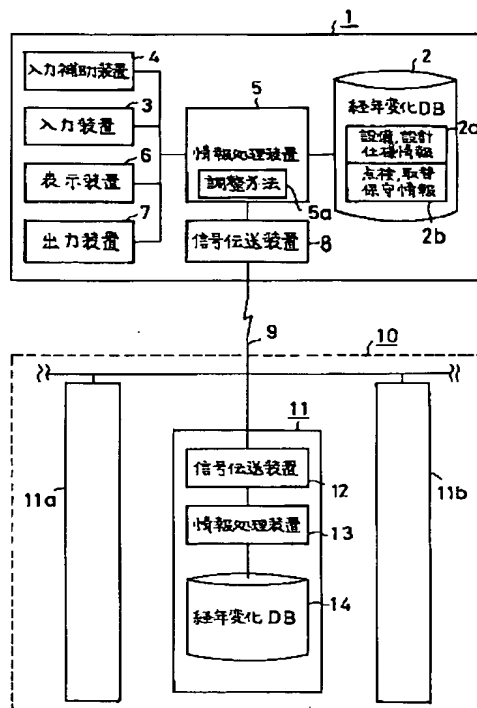 1
4
入力補助装置
3
入力装置
6
表示装置
7
出力装置
5
情報処理装置
調整方法
5a
信号伝送装置
8
2
経年変化DB
設備,設計
仕様情報
2a
点検,取替
保守情報
2b
9
10
11
11a
信号伝送装置
12
情報処理装置
13
経年変化DB
14
11b